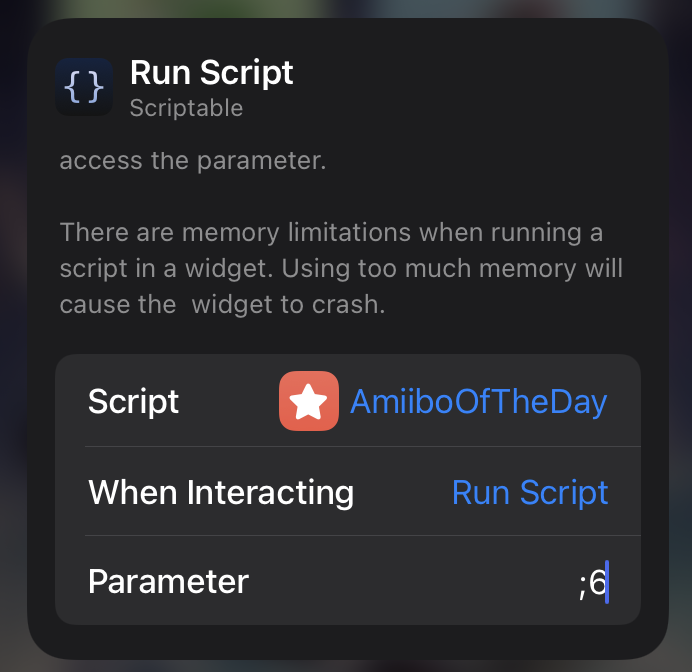 {}
Run Script
Scriptable
access the parameter.
There are memory limitations when running a
script in a widget. Using too much memory will
cause the  widget to crash.
Script AmiiboOfTheDay
When Interacting Run Script
Parameter ;6